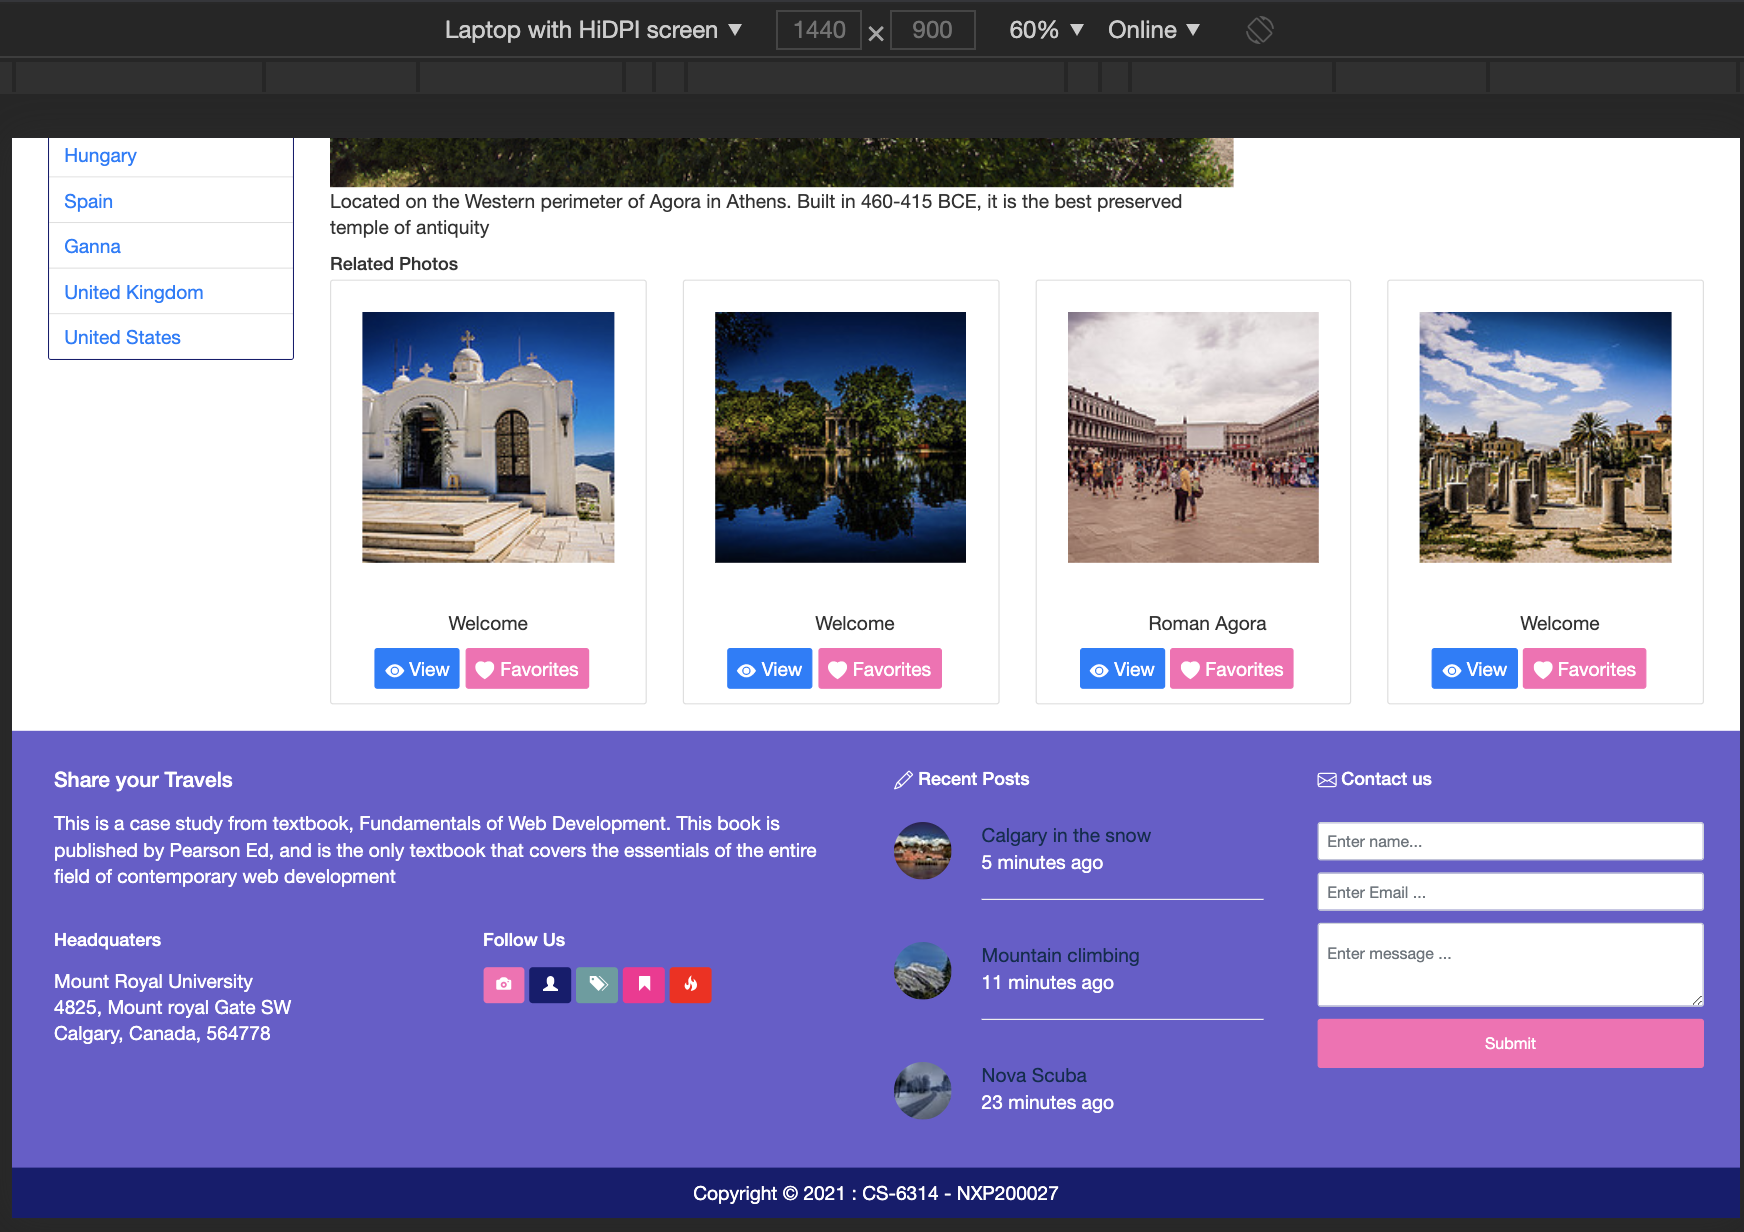 Laptop with HiDPI screen ▼ 1440 × 900 60% ▼ Online ▼
Hungary
Spain
Ganna
United Kingdom
United States
Located on the Western perimeter of Agora in Athens. Built in 460-415 BCE, it is the best preserved
temple of antiquity
Related Photos
Welcome
View Favorites
Welcome
View Favorites
Roman Agora
View Favorites
Welcome
View Favorites
Share your Travels
This is a case study from textbook, Fundamentals of Web Development. This book is
published by Pearson Ed, and is the only textbook that covers the essentials of the entire
field of contemporary web development
Headquaters
Mount Royal University
4825, Mount royal Gate SW
Calgary, Canada, 564778
Follow Us
Recent Posts
Calgary in the snow
5 minutes ago
Mountain climbing
11 minutes ago
Nova Scuba
23 minutes ago
Contact us
Enter name...
Enter Email ...
Enter message ...
Submit
Copyright © 2021 : CS-6314 - NXP200027